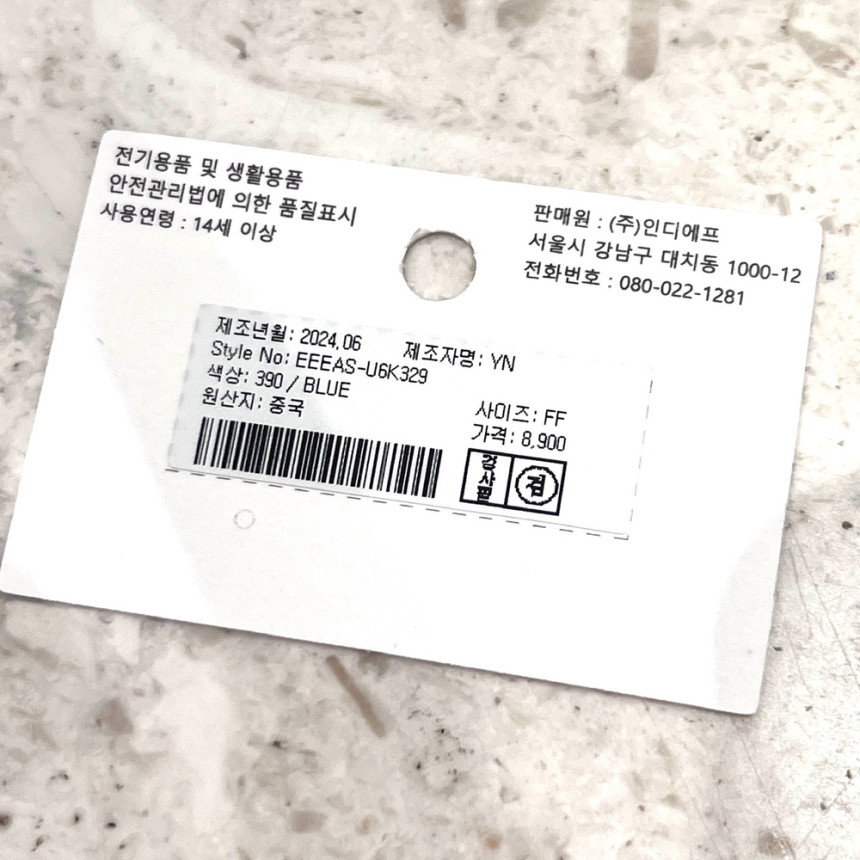 전기용품 및 생활용품
안전관리법에 의한 품질표시
사용연령 : 14세 이상
판매원 : (주)인디에프
서울시 강남구 대치동 1000-12
전화번호 : 080-022-1281
제조년월: 2024.06 제조자명: YN
Style No: EEEAS-U6K329
색상: 390 / BLUE
원산지: 중국
사이즈: FF
가격: 8,900
검사필
검